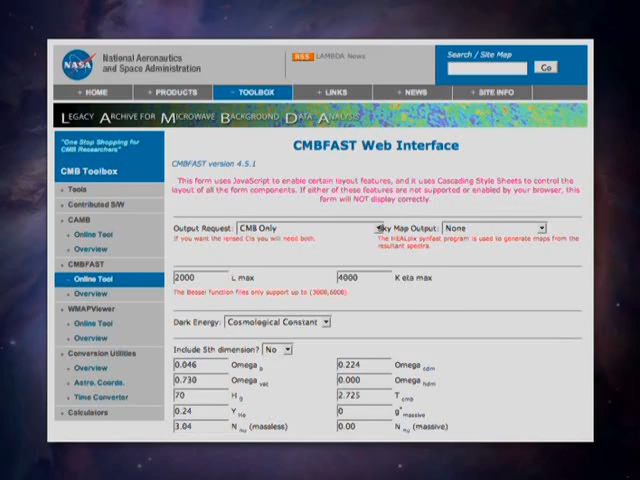 NASA
National Aeronautics
and Space Administration
RSS LAMBDA News
Search / Site Map
Go
+ HOME + PRODUCTS - TOOLBOX + LINKS + NEWS + SITE INFO
LEGACY ARCHIVE FOR MICROWAVE BACKGROUND DATA ANALYSIS
"One Stop Shopping for
CMB Researchers"
CMB Toolbox
Tools
Contributed S/W
CAMB
Online Tool
Overview
CMBFAST
- Online Tool
Overview
WMAPViewer
Online Tool
Overview
Conversion Utilities
Overview
Astro. Coords.
Time Converter
Calculators
CMBFAST Web Interface
CMBFAST version 4.5.1
This form uses JavaScript to enable certain layout features, and it uses Cascading Style Sheets to control the
layout of all the form components. If either of these features are not supported or enabled by your browser, this
form will NOT display correctly.
Output Request: CMB Only
If you want the lensed Cls you will need both.
Sky Map Output: None
The HEALpix synfast program is used to generate maps from the
resultant spectra.
2000 L max 4000 K eta max
The Bessel function files only support up to (3000,6000)
Dark Energy: Cosmological Constant
Include 5th dimension? No
0.046 Omega b 0.224 Omega cdm
0.730 Omega vac 0.000 Omega hdm
70 H 0 2.725 T cmb
0.24 Y He 0 g* massive
3.04 N nu (massless) 0.00 N nu (massive)